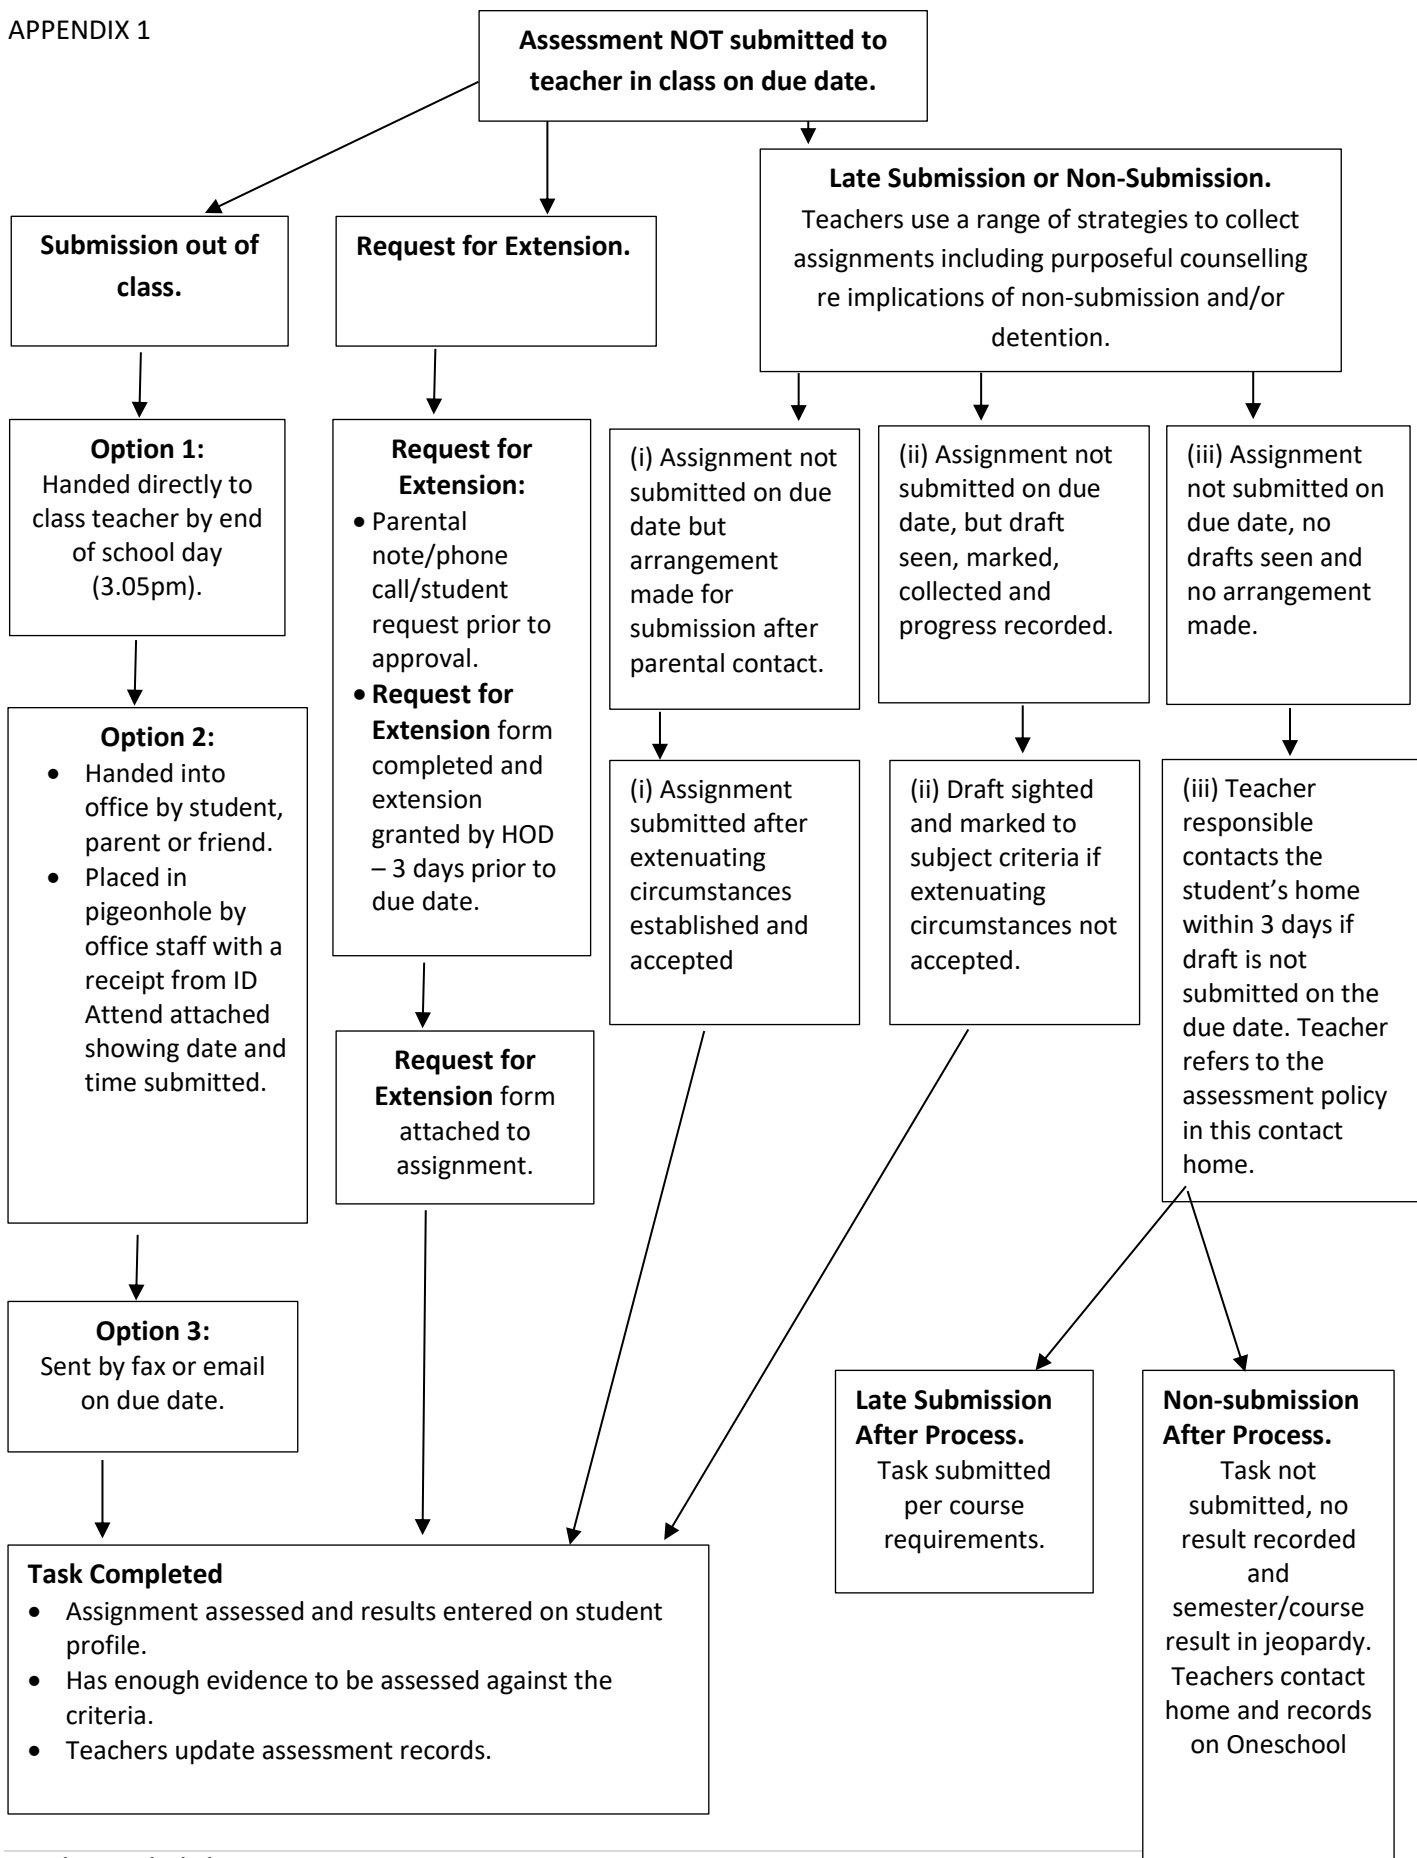 APPENDIX 1
Assessment NOT submitted to
teacher in class on due date.
Submission out of
class.
Request for Extension.
Late Submission or Non-Submission.
Teachers use a range of strategies to collect
assignments including purposeful counselling
re implications of non-submission and/or
detention.
Option 1:
Handed directly to
class teacher by end
of school day
(3.05pm).
Request for
Extension:
• Parental
note/phone
call/student
request prior to
approval.
• Request for
Extension form
completed and
extension
granted by HOD
– 3 days prior to
due date.
(i) Assignment not
submitted on due
date but
arrangement
made for
submission after
parental contact.
(ii) Assignment not
submitted on due
date, but draft
seen, marked,
collected and
progress recorded.
(iii) Assignment
not submitted on
due date, no
drafts seen and
no arrangement
made.
Option 2:
• Handed into
office by student,
parent or friend.
• Placed in
pigeonhole by
office staff with a
receipt from ID
Attend attached
showing date and
time submitted.
(i) Assignment
submitted after
extenuating
circumstances
established and
accepted
(ii) Draft sighted
and marked to
subject criteria if
extenuating
circumstances not
accepted.
(iii) Teacher
responsible
contacts the
student’s home
within 3 days if
draft is not
submitted on the
due date. Teacher
refers to the
assessment policy
in this contact
home.
Request for
Extension form
attached to
assignment.
Option 3:
Sent by fax or email
on due date.
Late Submission
After Process.
Task submitted
per course
requirements.
Non-submission
After Process.
Task not
submitted, no
result recorded
and
semester/course
result in jeopardy.
Teachers contact
home and records
on Oneschool
Task Completed
• Assignment assessed and results entered on student
profile.
• Has enough evidence to be assessed against the
criteria.
• Teachers update assessment records.